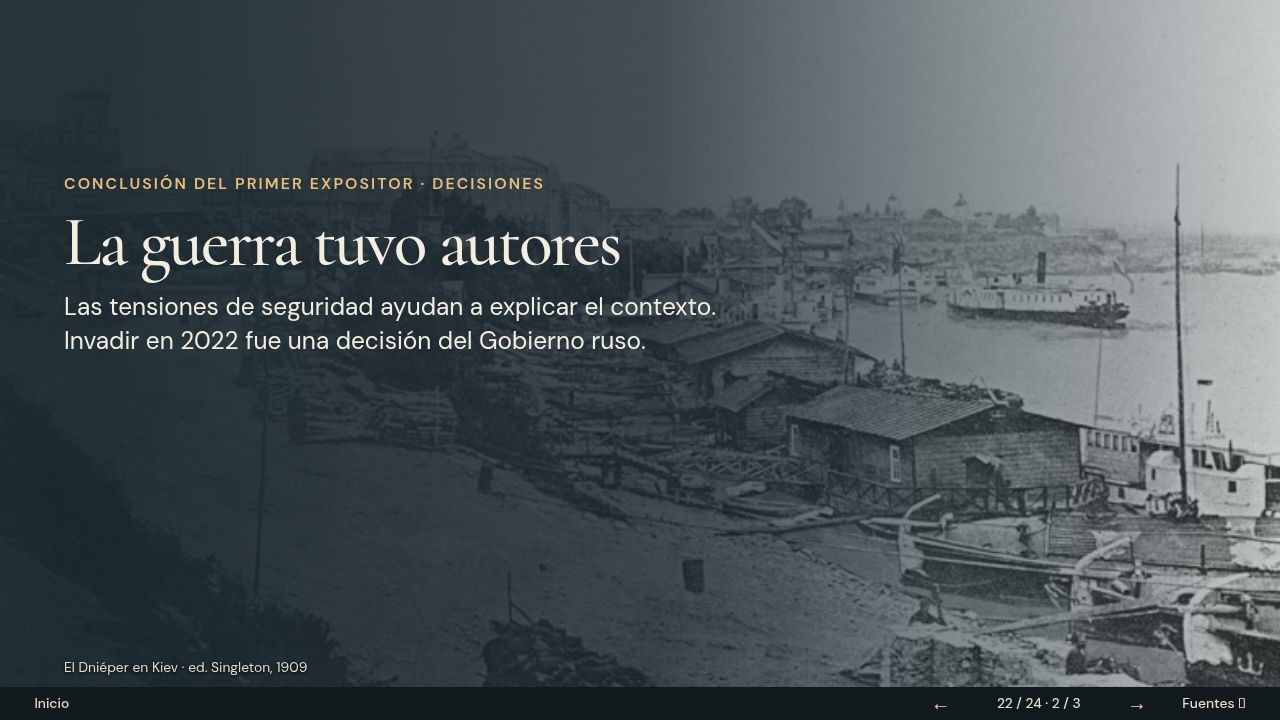 CONCLUSIÓN DEL PRIMER EXPOSITOR · DECISIONES
La guerra tuvo autores
Las tensiones de seguridad ayudan a explicar el contexto.
Invadir en 2022 fue una decisión del Gobierno ruso.
El Dniéper en Kiev · ed. Singleton, 1909
Inicio ← 22 / 24 · 2 / 3 → Fuentes